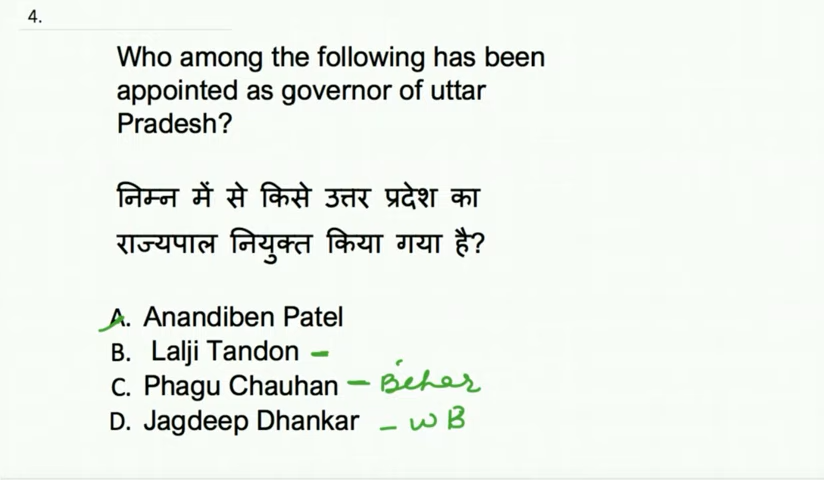 4.
Who among the following has been
appointed as governor of uttar
Pradesh?
निम्न में से किसे उत्तर प्रदेश का
राज्यपाल नियुक्त किया गया है?
A. Anandiben Patel
B. Lalji Tandon –
C. Phagu Chauhan – Behar
D. Jagdeep Dhankar – WB